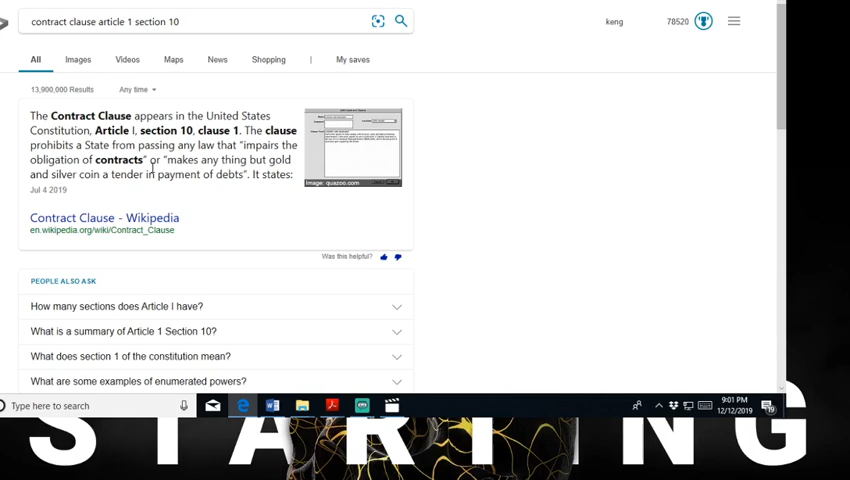 contract clause article 1 section 10
keng
78520
All
Images
Videos
Maps
News
Shopping
|
My saves
13,900,000 Results
Any time
The Contract Clause appears in the United States
Constitution, Article I, section 10, clause 1. The clause
prohibits a State from passing any law that “impairs the
obligation of contracts” or “makes any thing but gold
and silver coin a tender in payment of debts”. It states:
Jul 4 2019
Image: quazoo.com
Contract Clause - Wikipedia
en.wikipedia.org/wiki/Contract_Clause
Was this helpful?
PEOPLE ALSO ASK
How many sections does Article I have?
What is a summary of Article 1 Section 10?
What does section 1 of the constitution mean?
What are some examples of enumerated powers?
Type here to search
9:01 PM
12/12/2019
19
STARTING